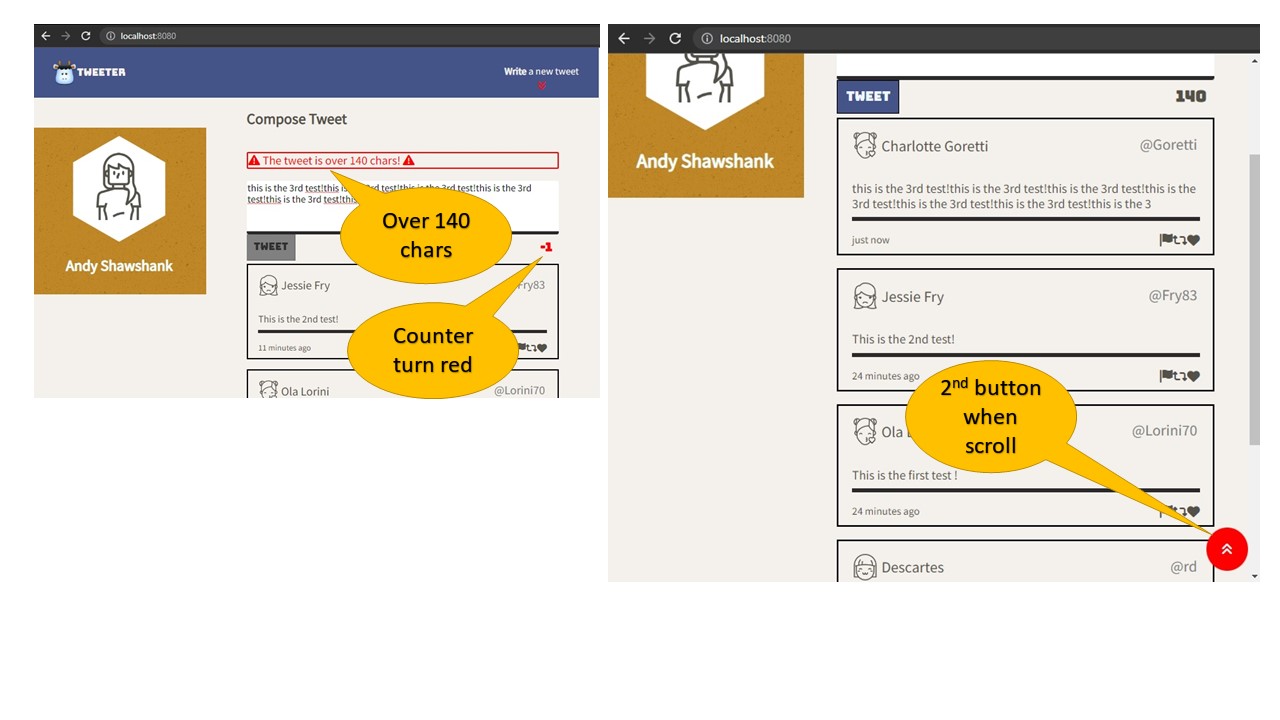 localhost:8080
TWEETER
Write a new tweet
Compose Tweet
The tweet is over 140 chars!
this is the 3rd test!this is the 3rd test!this is the 3rd test!this is the 3rd
test!this is the 3rd test!this
TWEET
-1
Over 140
chars
Andy Shawshank
Jessie Fry
Fry83
This is the 2nd test!
11 minutes ago
Counter
turn red
Ola Lorini
@Lorini70
localhost:8080
TWEET
140
Andy Shawshank
Charlotte Goretti
@Goretti
this is the 3rd test!this is the 3rd test!this is the 3rd test!this is the
3rd test!this is the 3rd test!this is the 3rd test!this is the 3
just now
Jessie Fry
@Fry83
This is the 2nd test!
24 minutes ago
2nd button
when
scroll
Ola
@Lorini70
This is the first test !
24 minutes ago
Descartes
@rd